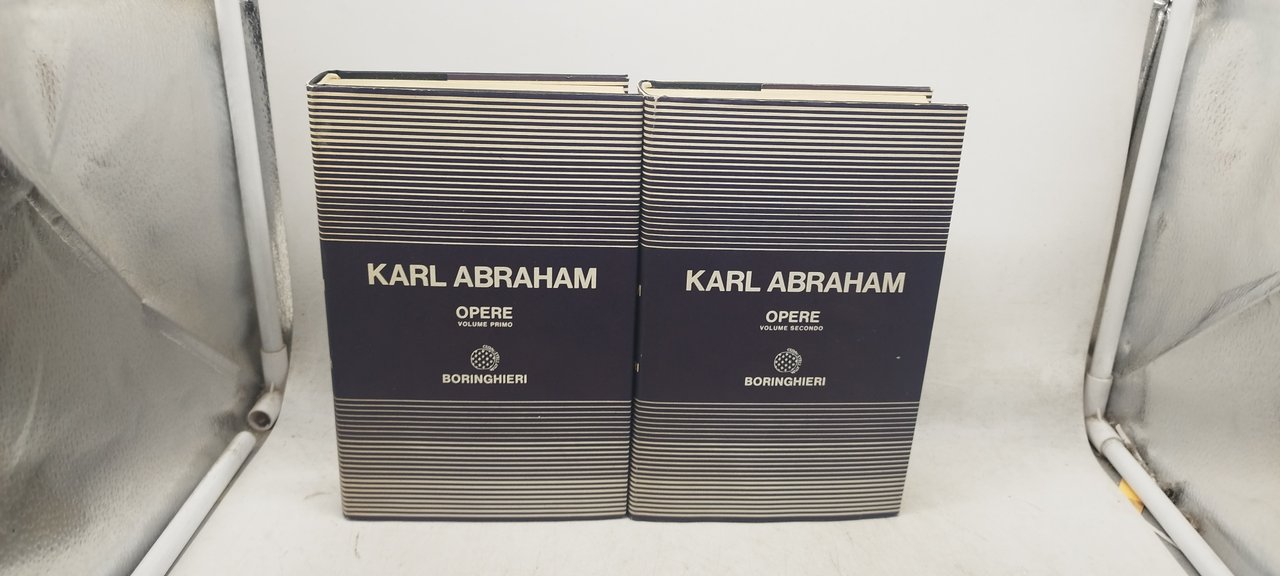 KARL ABRAHAM
OPERE
VOLUME PRIMO
BORINGHIERI
KARL ABRAHAM
OPERE
VOLUME SECONDO
BORINGHIERI